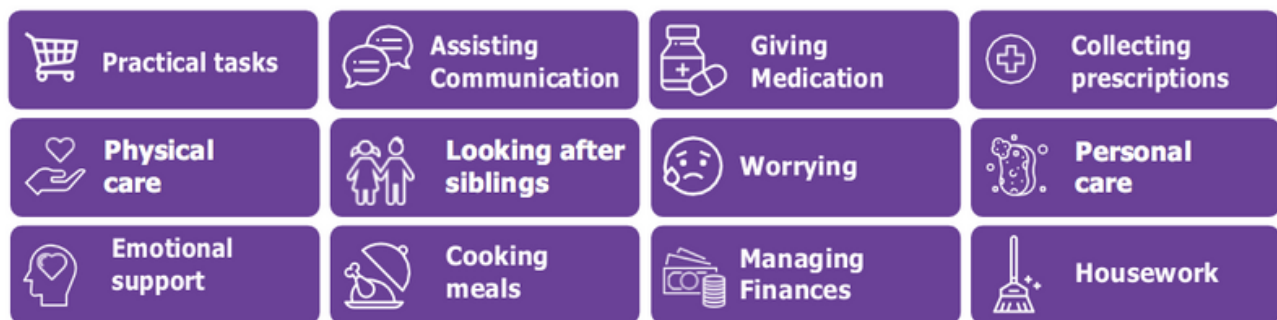 Practical tasks
Assisting
Communication
Giving
Medication
Collecting
prescriptions
Physical
care
Looking after
siblings
Worrying
Personal
care
Emotional
support
Cooking
meals
Managing
Finances
Housework